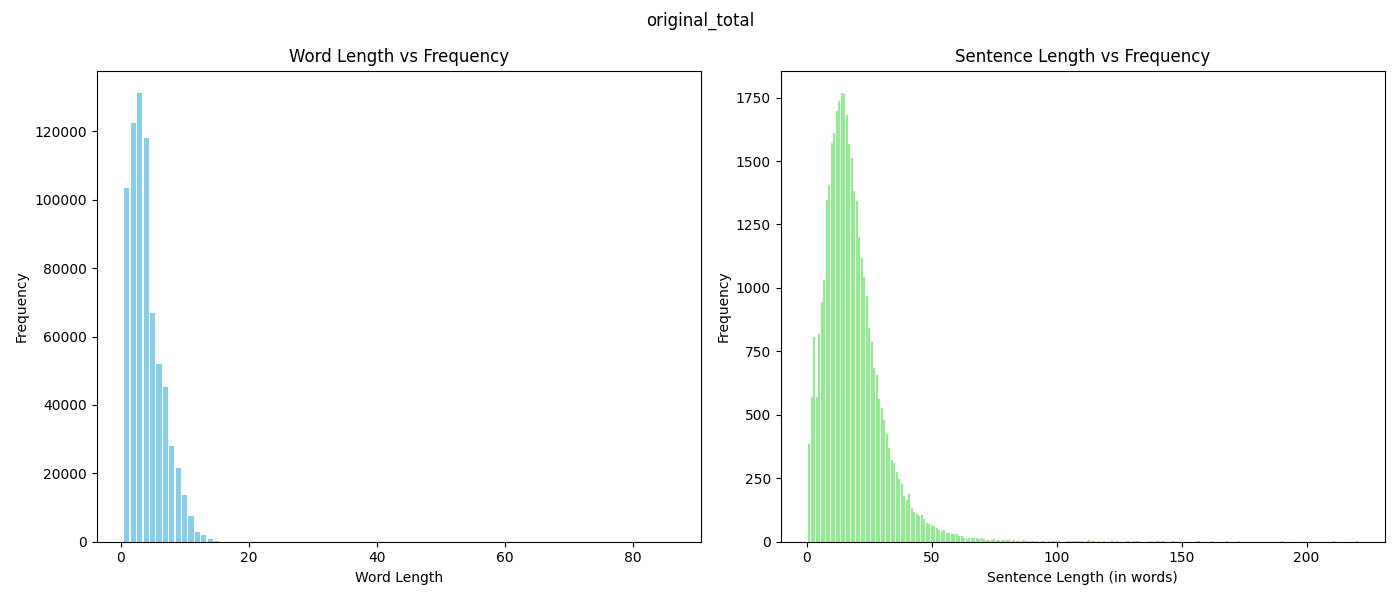 original_total
Word Length vs Frequency
Frequency
120000
100000
80000
60000
40000
20000
0
0 20 40 60 80
Word Length
Sentence Length vs Frequency
Frequency
1750
1500
1250
1000
750
500
250
0
0 50 100 150 200
Sentence Length (in words)